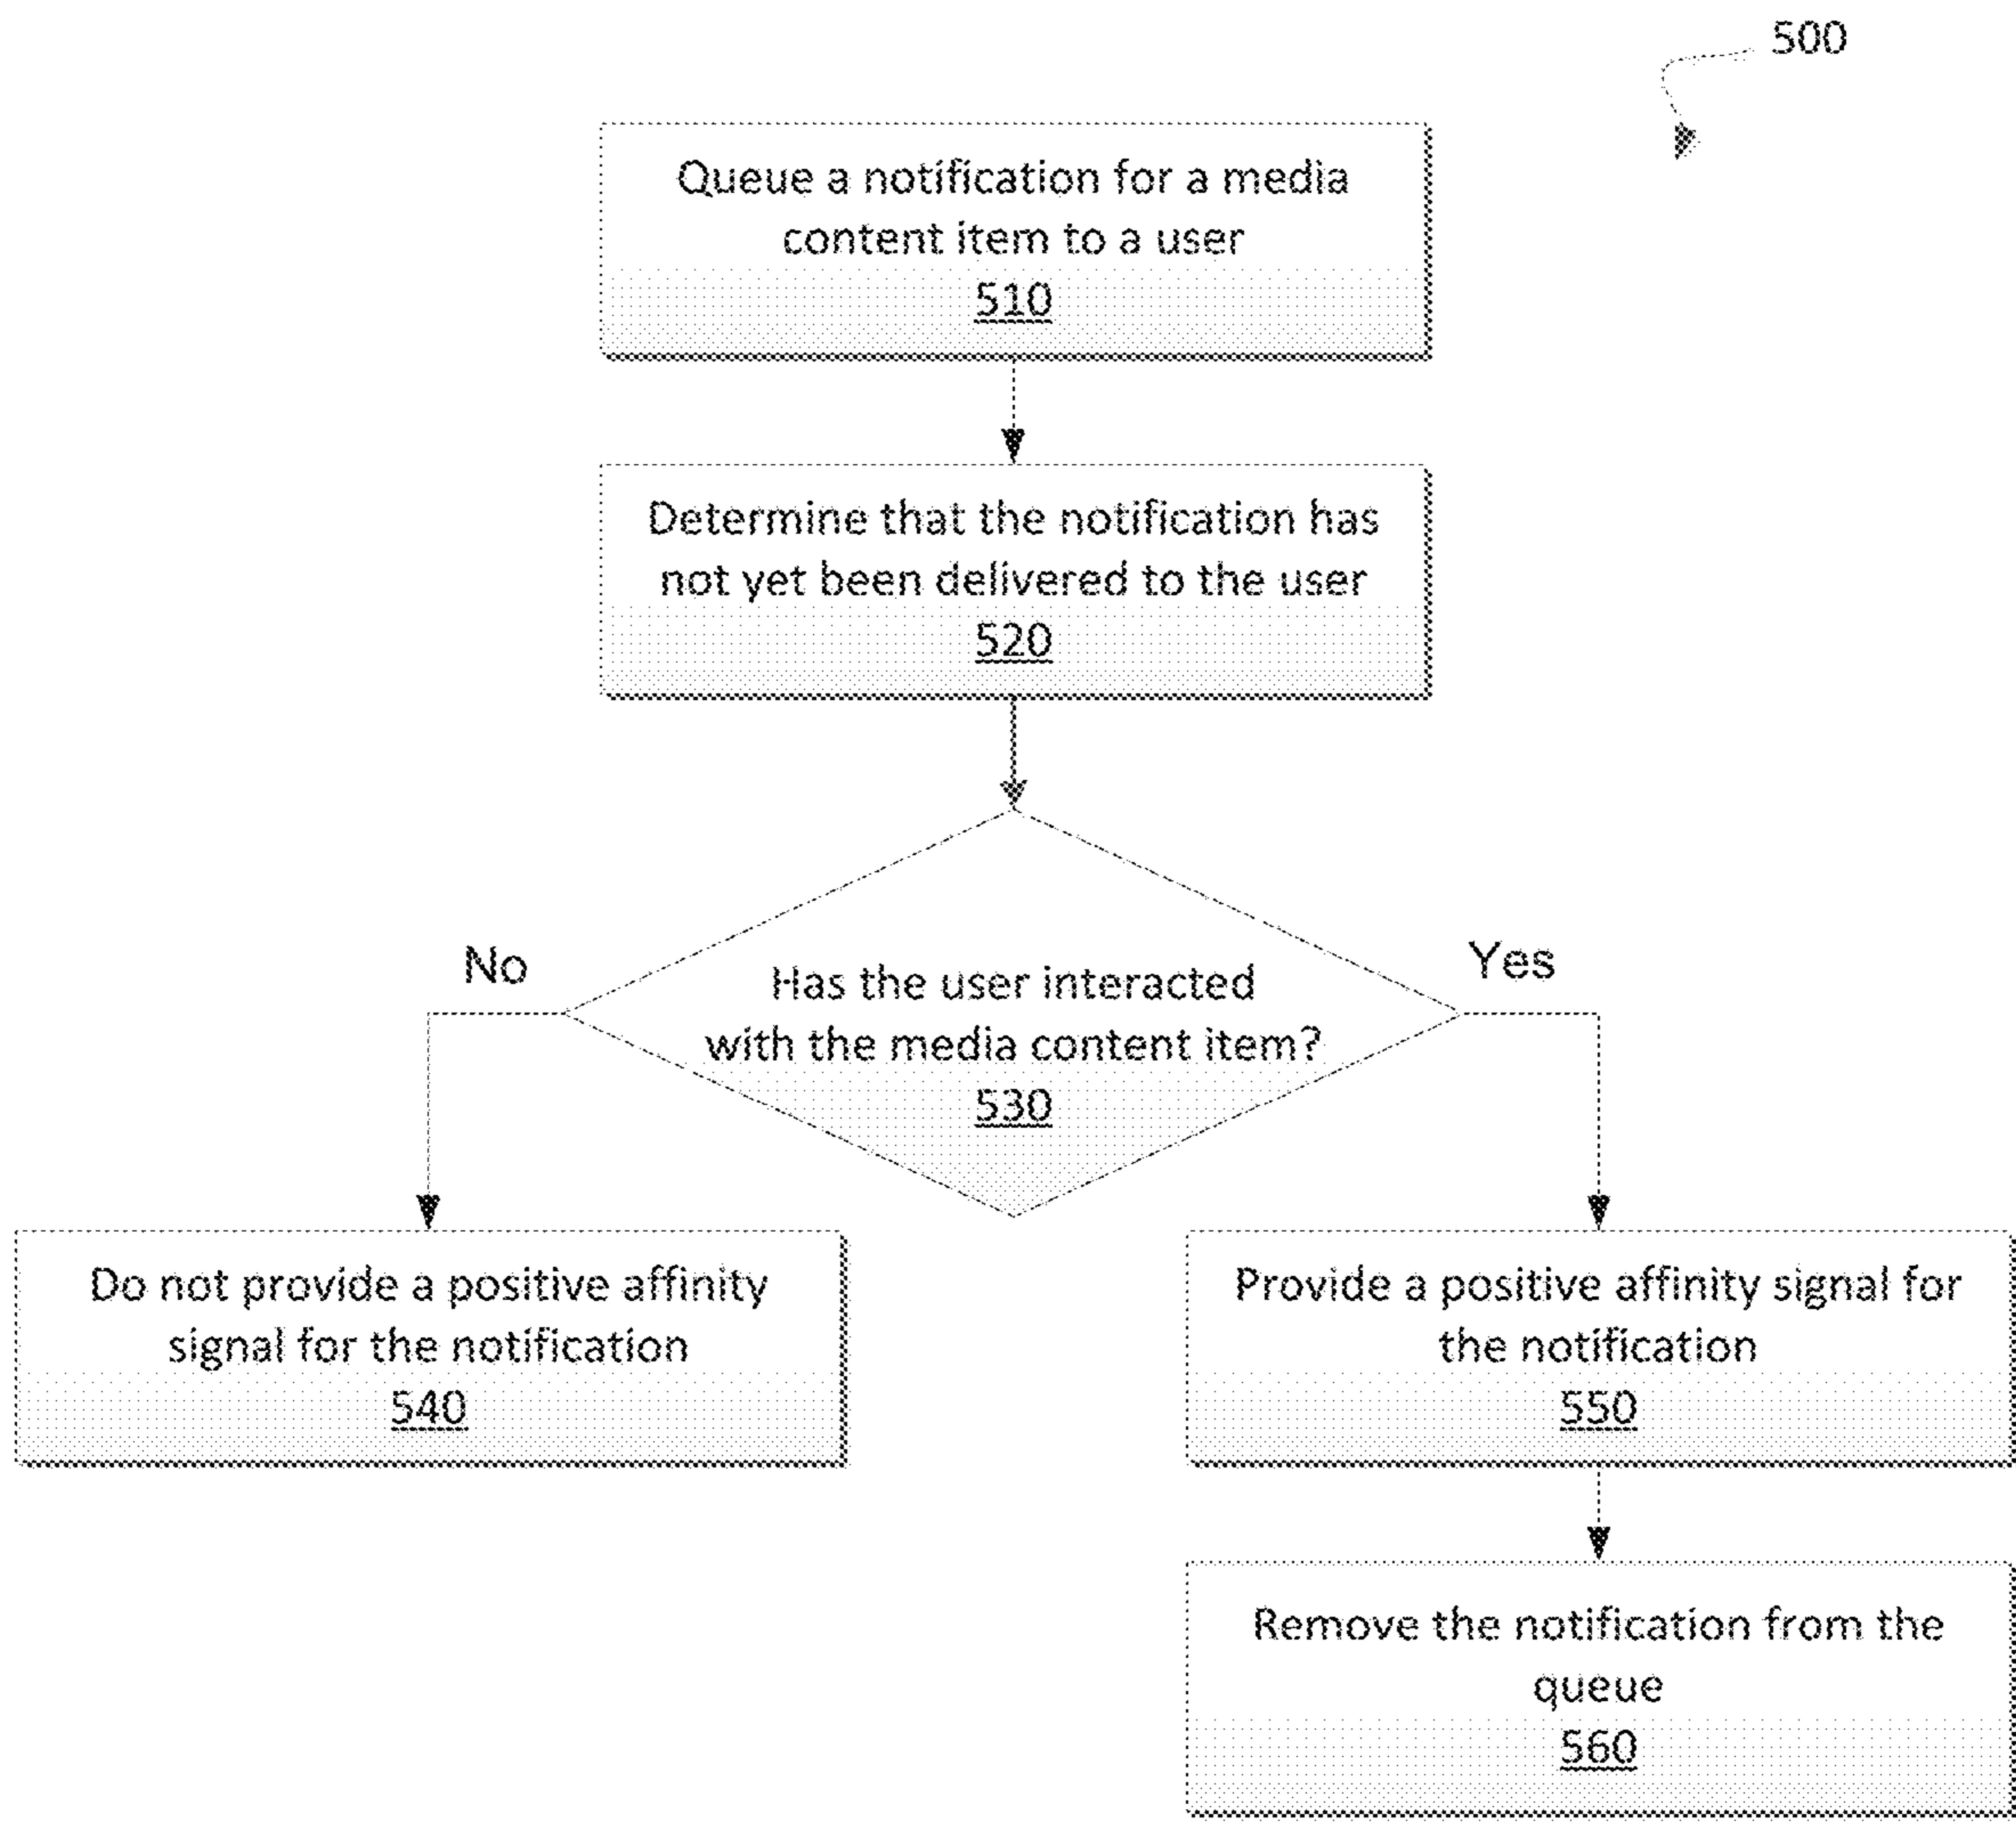 500
Queue a notification for a media
content item to a user
510
Determine that the notification has
not yet been delivered to the user
520
No
Yes
Has the user interacted
with the media content item?
530
Do not provide a positive affinity
signal for the notification
540
Provide a positive affinity signal for
the notification
550
Remove the notification from the
queue
560